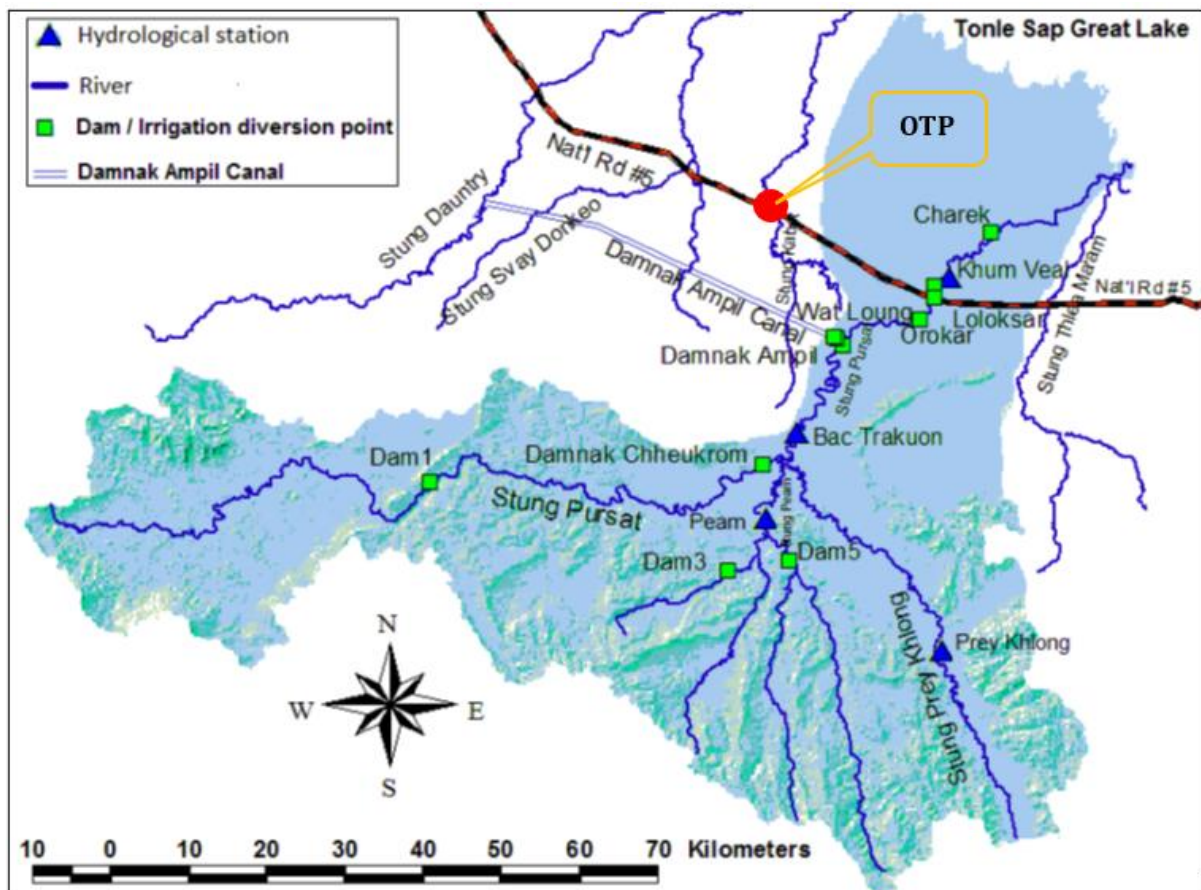 Hydrological station
River
Dam / Irrigation diversion point
Damnak Ampil Canal
Tonle Sap Great Lake
OTP
Nat'l Rd #5
Stung Dauntry
Stung Svay Dorkeo
Charek
Khum Veal
Stung Thlea Ma'am
Nat'l Rd #5
Damnak Ampil Canal
Wat Loung
Loloksar
Orokar
Damnak Ampil
Stung Pursat
Bac Trakuon
Damnak Chheukrom
Dam1
Stung Pursat
Peam
Stung Peam
Dam3
Dam5
Stung Prey Khlong
Prey Khlong
N
W
E
S
10 0 10 20 30 40 50 60 70 Kilometers